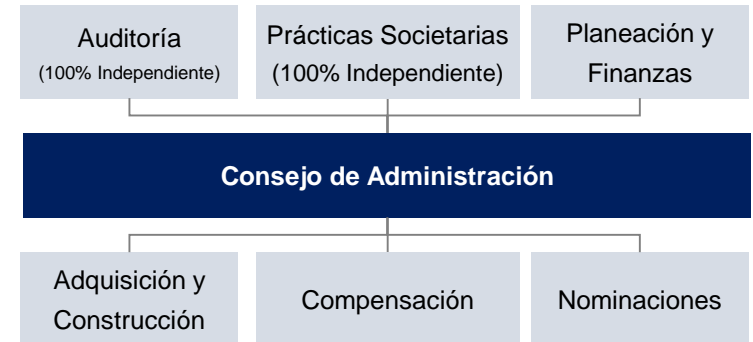 Auditoría
(100% Independiente)
Prácticas Societarias
(100% Independiente)
Planeación y
Finanzas
Consejo de Administración
Adquisición y
Construcción
Compensación
Nominaciones